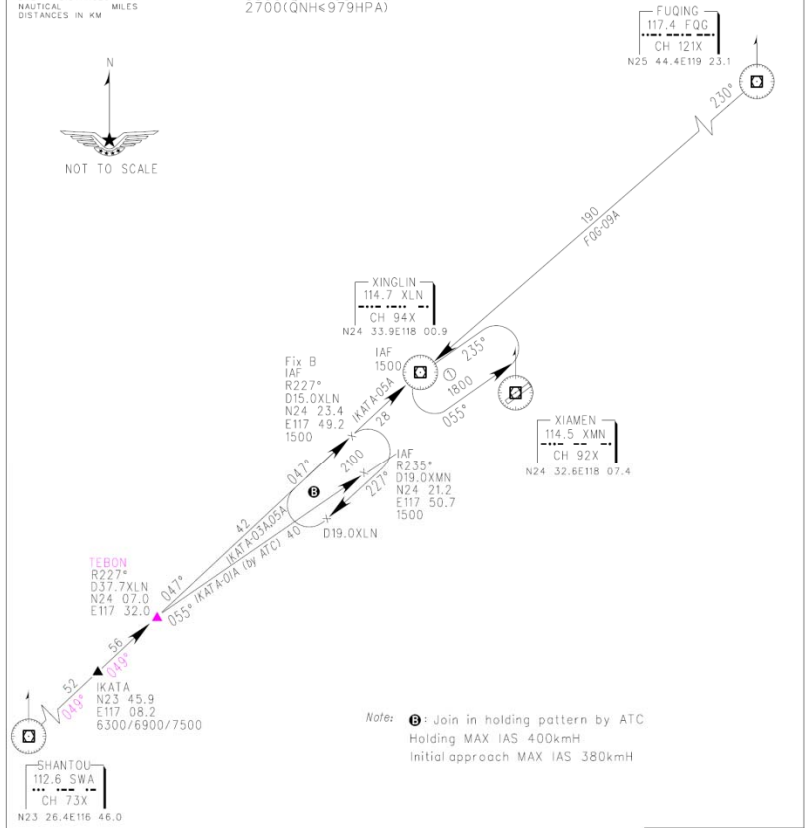 NAUTICAL MILES
DISTANCES IN KM
2700(QNH≤979HPA)
FUQING
117.4 FQG
CH 121X
N25 44.4E119 23.1
230°
N
NOT TO SCALE
190
FQG-09A
XINGLIN
114.7 XLN
CH 94X
N24 33.9E118 00.9
IAF
1500
235°
①
1800
055°
XIAMEN
114.5 XMN
CH 92X
N24 32.6E118 07.4
Fix B
IAF
R227°
D15.0XLN
N24 23.4
E117 49.2
1500
IKATA-05A
28
047°
2100
B
227°
IAF
R235°
D19.0XMN
N24 21.2
E117 50.7
1500
D19.0XLN
42
IKATA-03A,05A
40
047°
055° IKATA-01A (by ATC)
TEBON
R227°
D37.7XLN
N24 07.0
E117 32.0
56
049°
52
049°
IKATA
N23 45.9
E117 08.2
6300/6900/7500
SHANTOU
112.6 SWA
CH 73X
N23 26.4E116 46.0
Note: B: Join in holding pattern by ATC
Holding MAX IAS 400kmH
Initial approach MAX IAS 380kmH